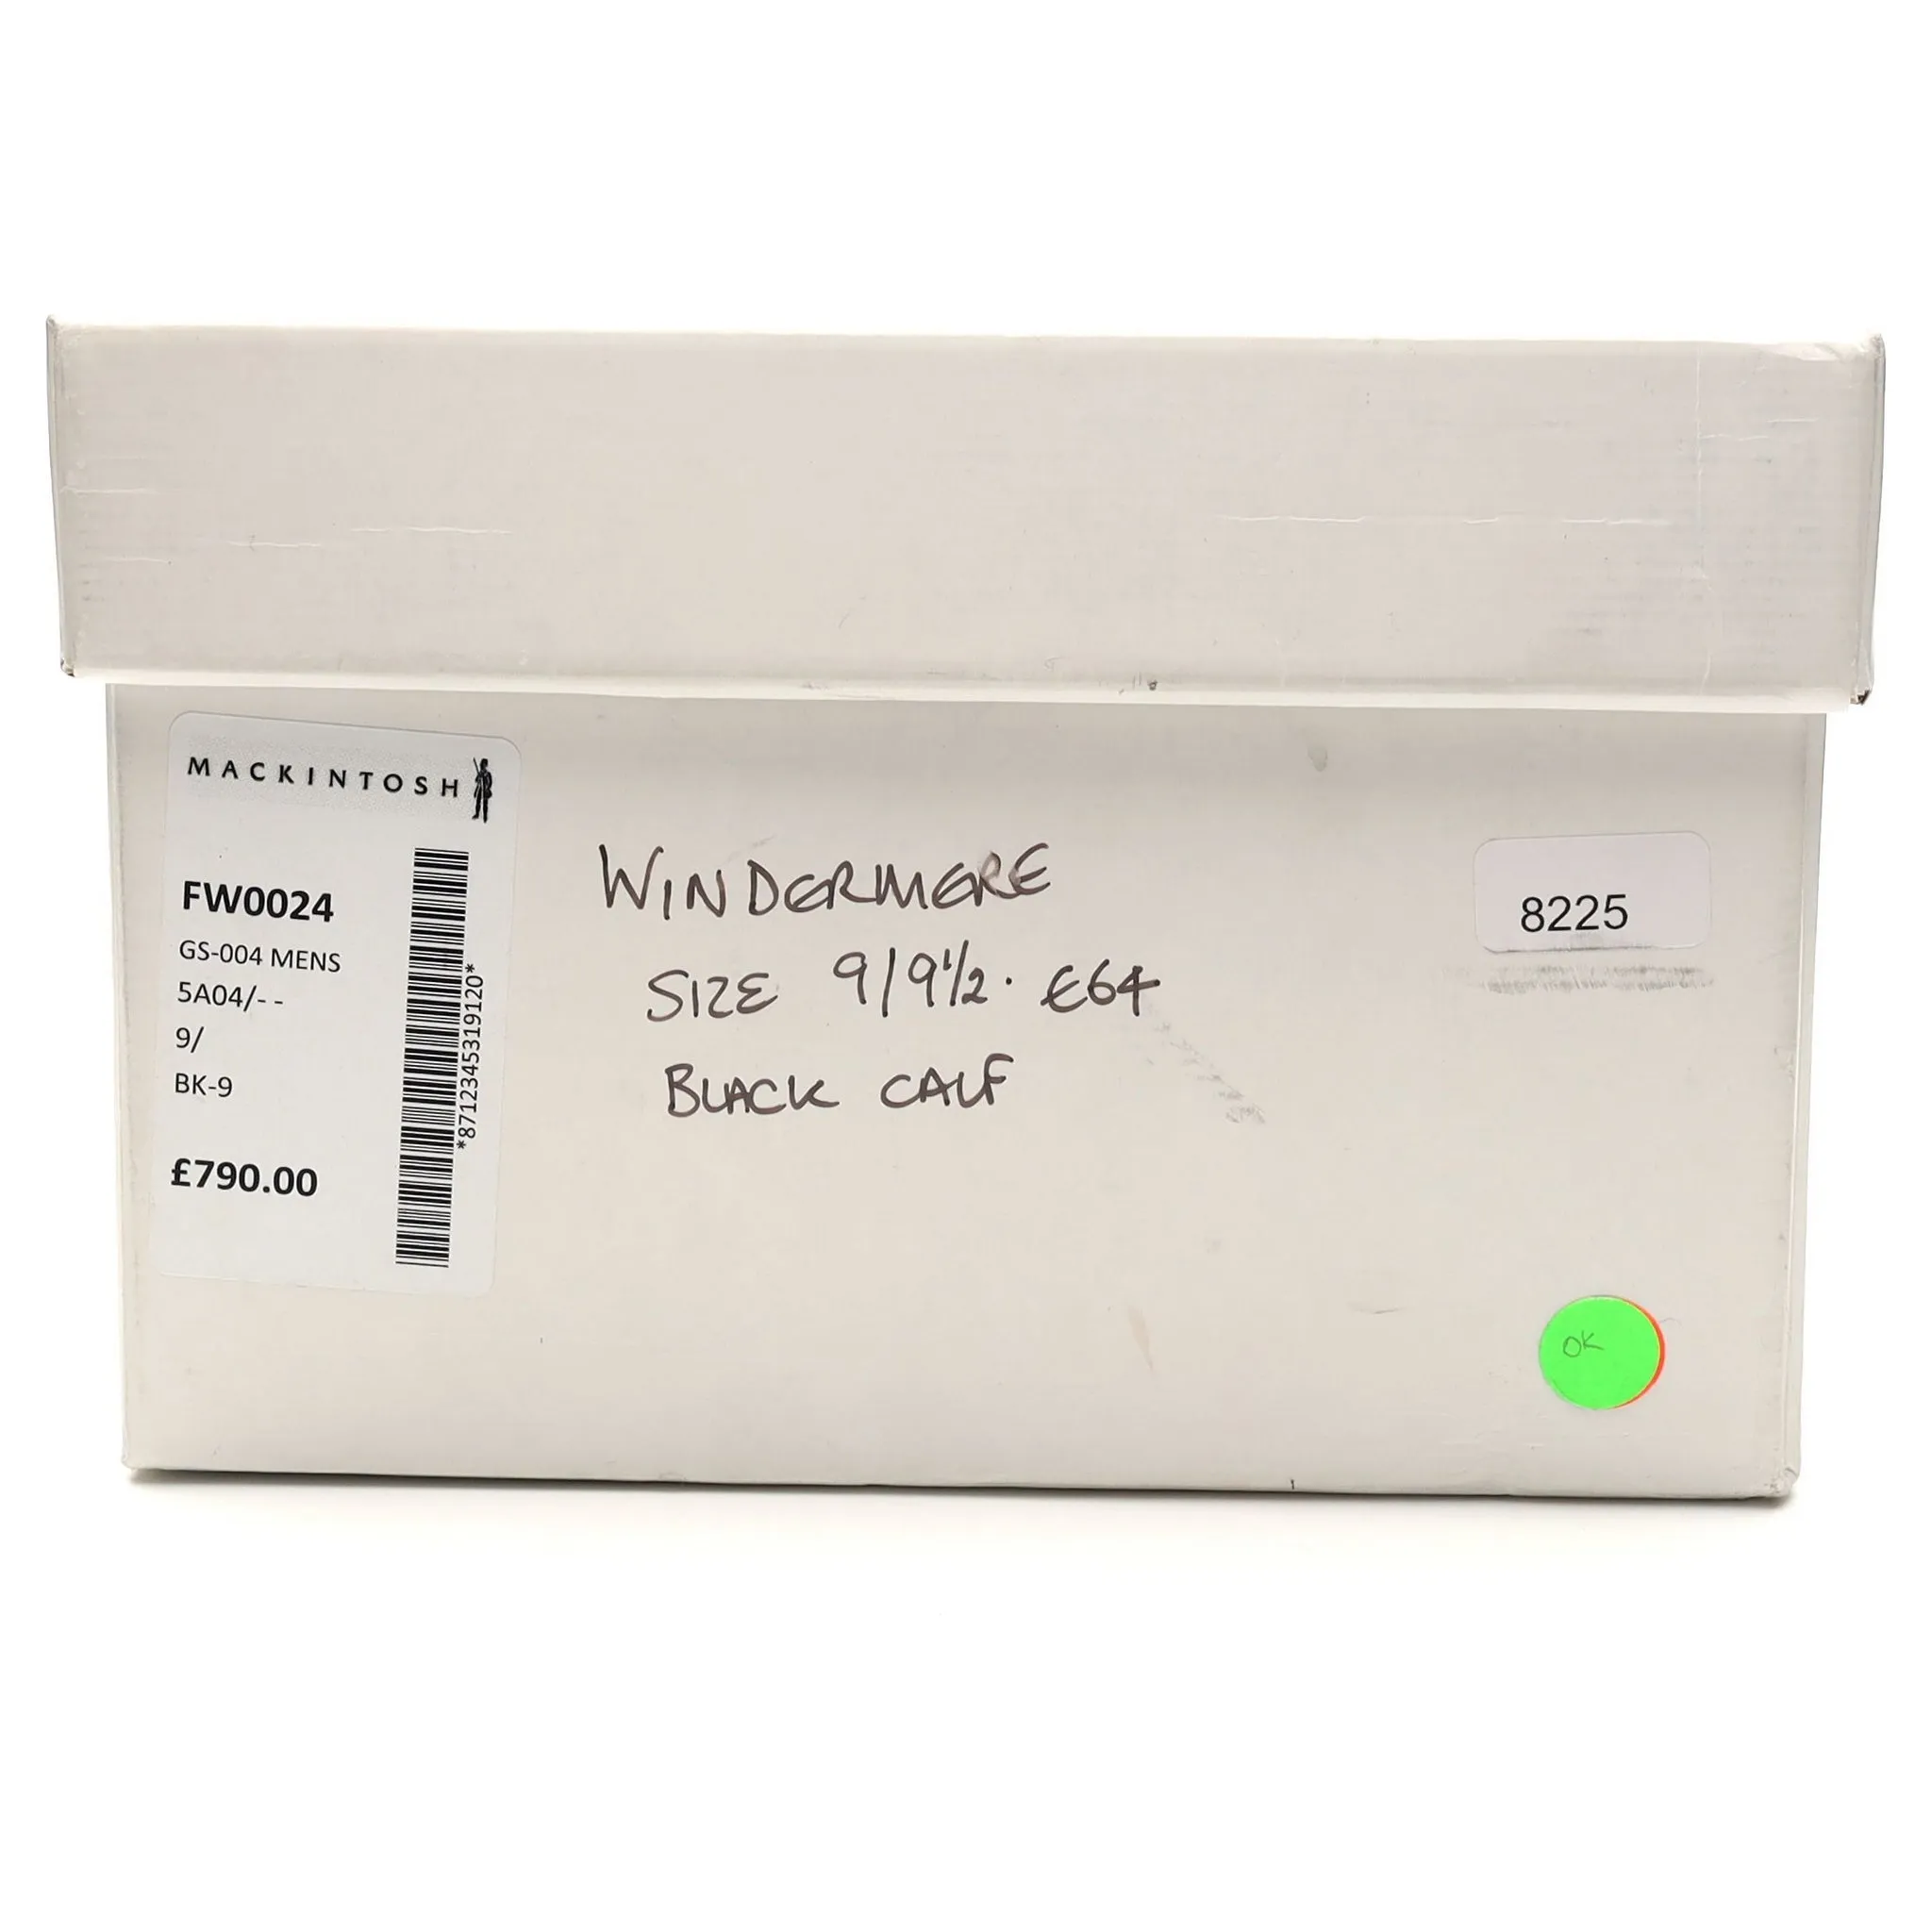 MACKINTOSH
FW0024
GS-004 MENS
5A04/- -
9/
BK-9
£790.00
*8712345319120*
WINDERMERE
SIZE 9/9½. E64
BLACK CALF
8225
OK